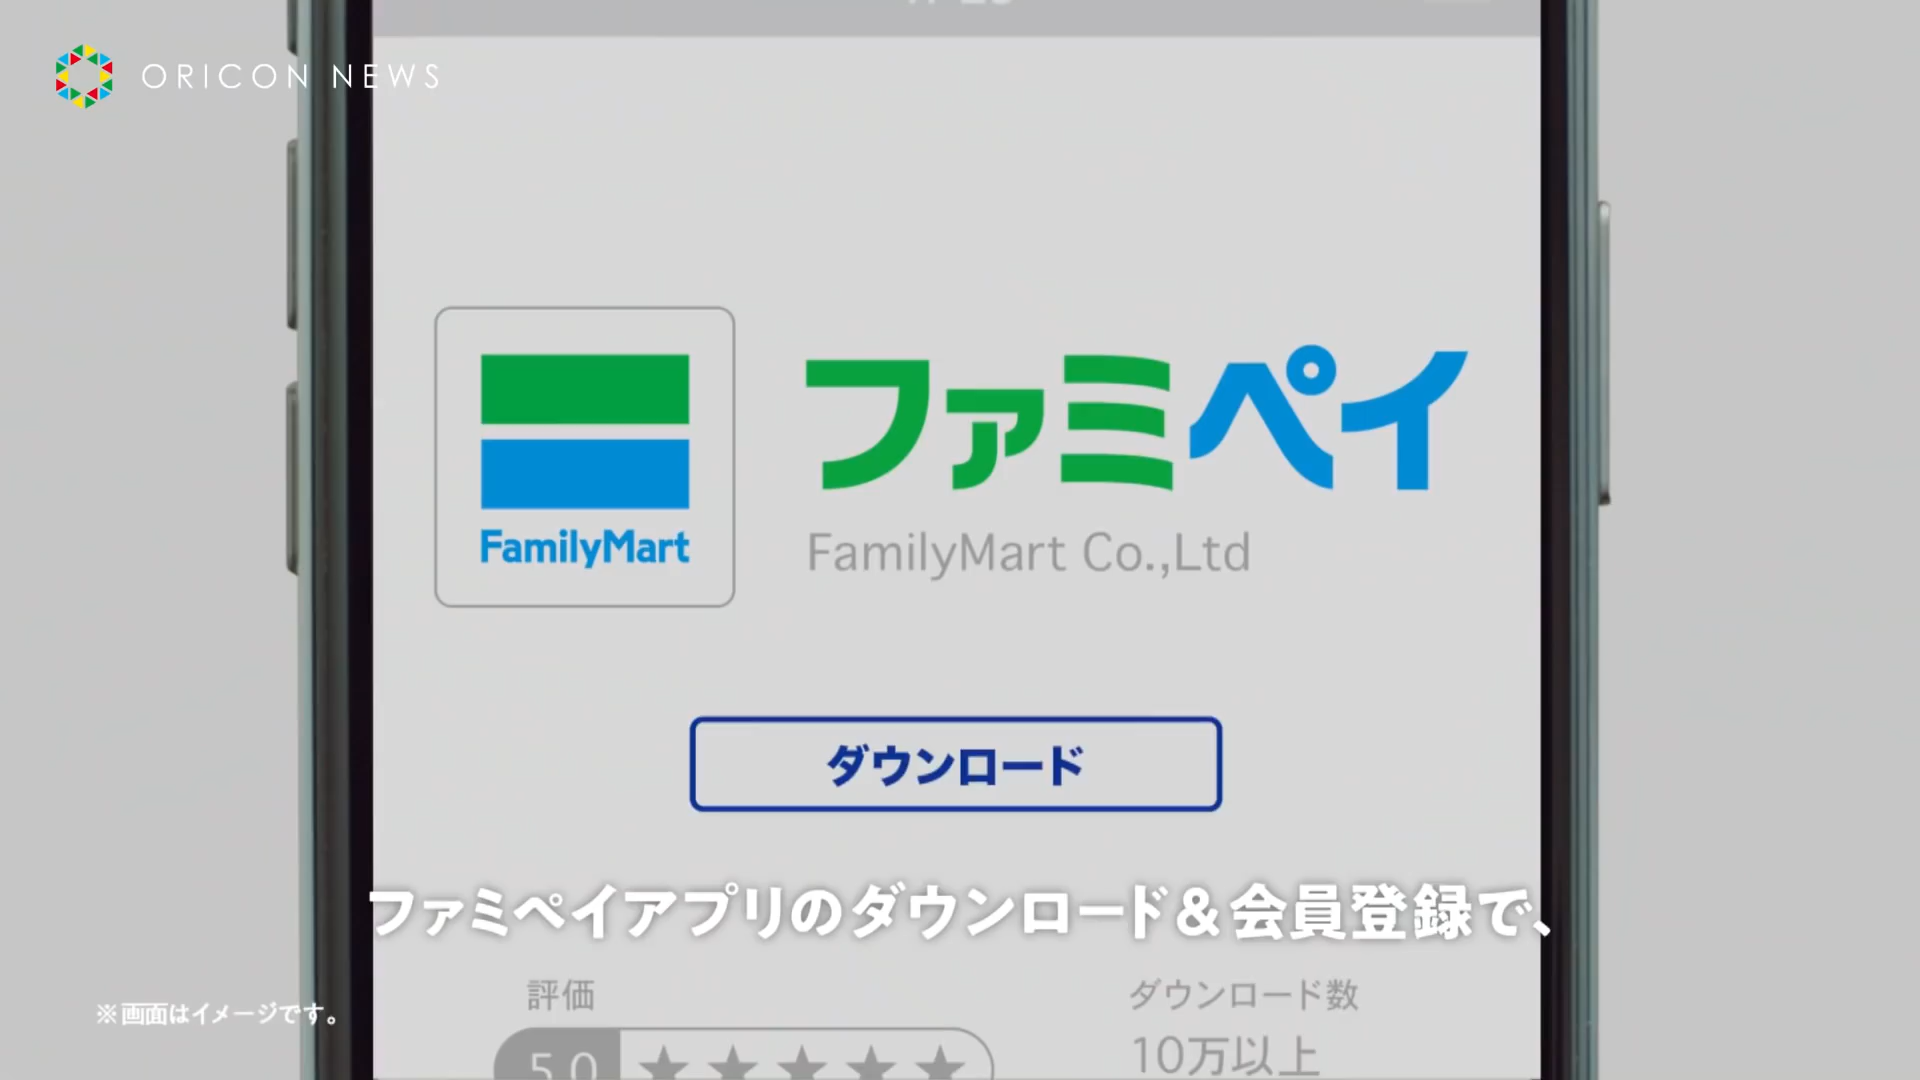 ORICON NEWS
ファミペイ
FamilyMart
FamilyMart Co.,Ltd
ダウンロード
ファミペイアプリのダウンロード&会員登録で、
評価
ダウンロード数
※画面はイメージです。
5.0 ★★★★★
10万以上